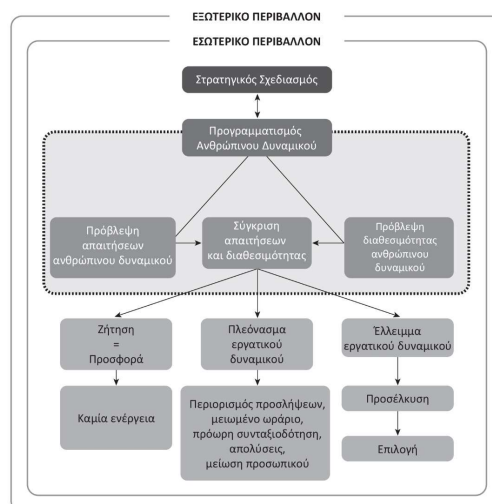 ΕΞΩΤΕΡΙΚΟ ΠΕΡΙΒΑΛΛΟΝ
ΕΣΩΤΕΡΙΚΟ ΠΕΡΙΒΑΛΛΟΝ
Στρατηγικός Σχεδιασμός
Προγραμματισμός
Ανθρώπινου Δυναμικού
Πρόβλεψη
απαιτήσεων
ανθρώπινου δυναμικού
Σύγκριση
απαιτήσεων
και διαθεσιμότητας
Πρόβλεψη
διαθεσιμότητας
ανθρώπινου
δυναμικού
Ζήτηση
=
Προσφορά
Πλεόνασμα
εργατικού
δυναμικού
Έλλειμμα
εργατικού δυναμικού
Καμία ενέργεια
Περιορισμός προσλήψεων,
μειωμένο ωράριο,
πρόωρη συνταξιοδότηση,
απολύσεις,
μείωση προσωπικού
Προσέλκυση
Επιλογή